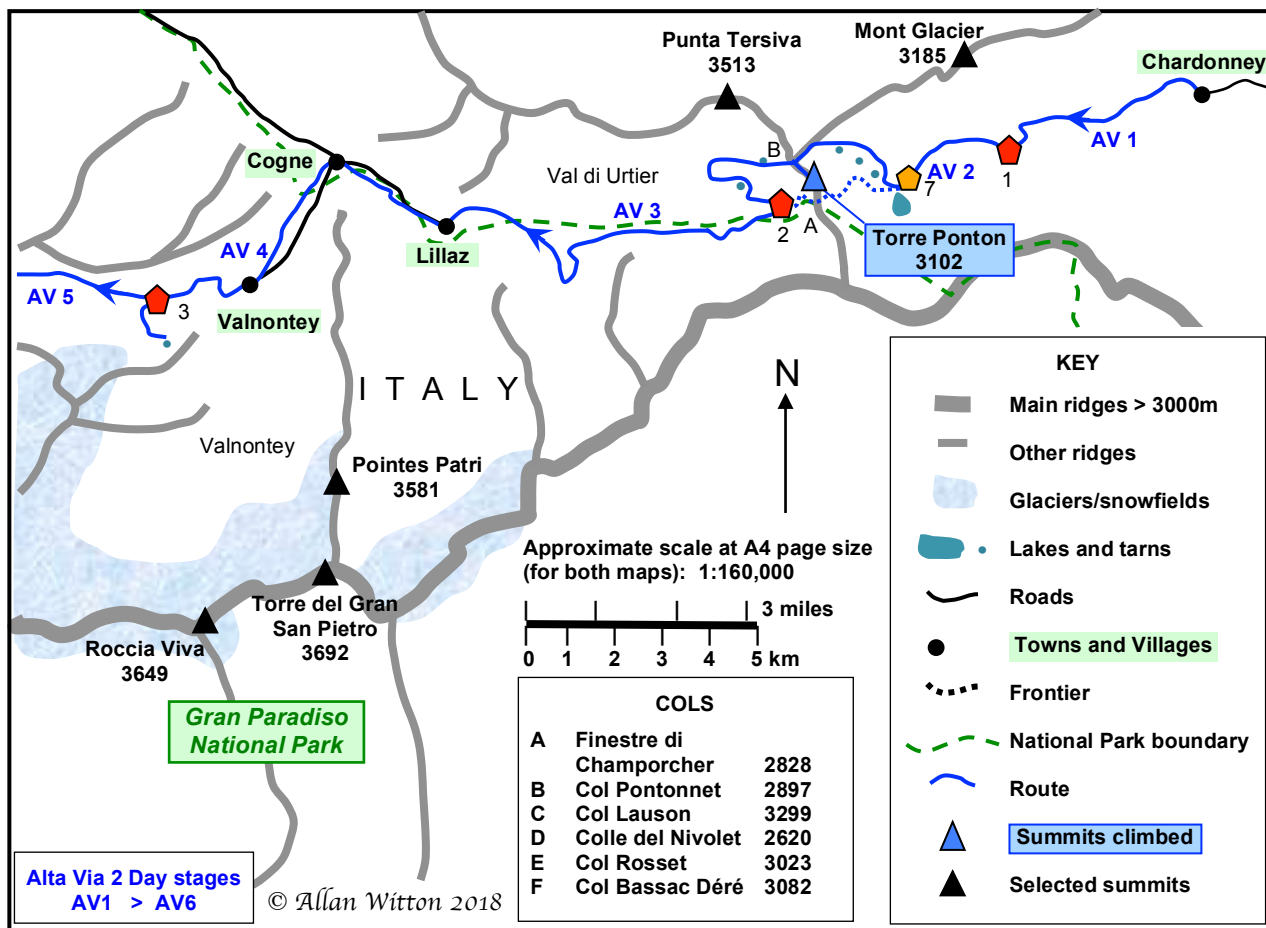 Mont Glacier
3185
Punta Tersiva
3513
Chardonney
AV 1
B
AV 2
1
7
Cogne
Val di Urtier
AV 3
2
A
Torre Ponton
3102
Lillaz
AV 4
AV 5
3
Valnontey
ITALY
N
Valnontey
Pointes Patri
3581
Torre del Gran
San Pietro
3692
Roccia Viva
3649
Gran Paradiso
National Park
Approximate scale at A4 page size
(for both maps): 1:160,000
3 miles
0 1 2 3 4 5 km
COLS
A Finestre di
Champorcher 2828
B Col Pontonnet 2897
C Col Lauson 3299
D Colle del Nivolet 2620
E Col Rosset 3023
F Col Bassac Déré 3082
KEY
Main ridges > 3000m
Other ridges
Glaciers/snowfields
Lakes and tarns
Roads
Towns and Villages
Frontier
National Park boundary
Route
Summits climbed
Selected summits
Alta Via 2 Day stages
AV1 > AV6
© Allan Witton 2018